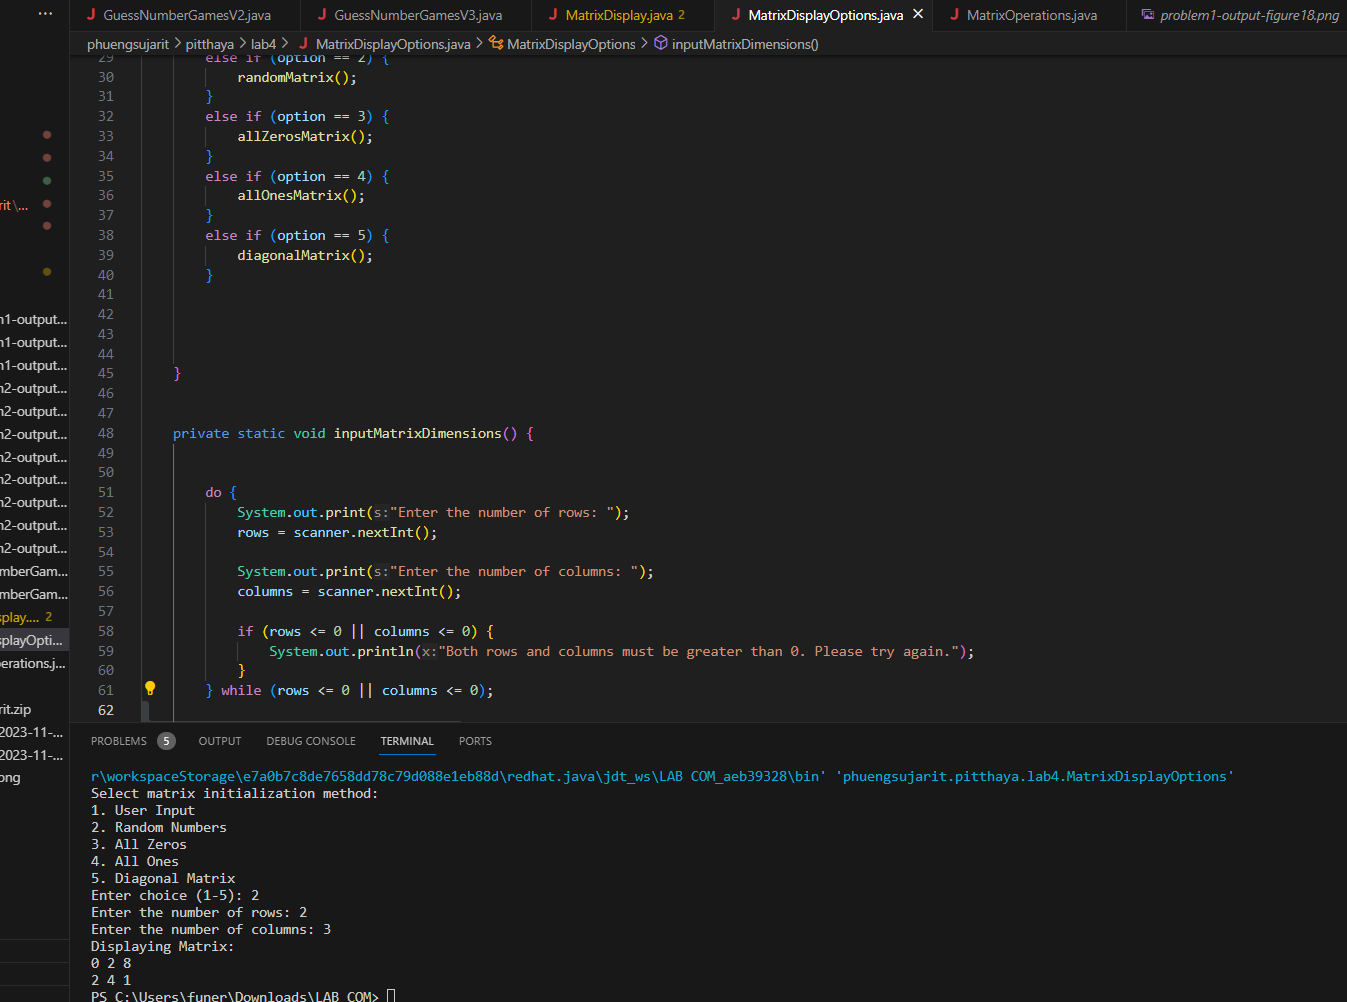 GuessNumberGamesV2.java
GuessNumberGamesV3.java
MatrixDisplay.java 2
MatrixDisplayOptions.java
MatrixOperations.java
problem1-output-figure18.png
phuengsujarit > pitthaya > lab4 > MatrixDisplayOptions.java > MatrixDisplayOptions > inputMatrixDimensions()
rit\...
n1-output...
n1-output...
n1-output...
n2-output...
n2-output...
n2-output...
n2-output...
n2-output...
n2-output...
n2-output...
n2-output...
mberGam...
mberGam...
splay.... 2
splayOpti...
erations.j...
rit.zip
2023-11-...
2023-11-...
png
29 else if (option == 2) {
30 randomMatrix();
31 }
32 else if (option == 3) {
33 allZerosMatrix();
34 }
35 else if (option == 4) {
36 allOnesMatrix();
37 }
38 else if (option == 5) {
39 diagonalMatrix();
40 }
41
42
43
44
45 }
46
47
48 private static void inputMatrixDimensions() {
49
50
51 do {
52 System.out.print(s:"Enter the number of rows: ");
53 rows = scanner.nextInt();
54
55 System.out.print(s:"Enter the number of columns: ");
56 columns = scanner.nextInt();
57
58 if (rows <= 0 || columns <= 0) {
59 System.out.println(x:"Both rows and columns must be greater than 0. Please try again.");
60 }
61 } while (rows <= 0 || columns <= 0);
62
PROBLEMS 5 OUTPUT DEBUG CONSOLE TERMINAL PORTS
r\workspaceStorage\e7a0b7c8de7658dd78c79d088e1eb88d\redhat.java\jdt_ws\LAB COM_aeb39328\bin' 'phuengsujarit.pitthaya.lab4.MatrixDisplayOptions'
Select matrix initialization method:
1. User Input
2. Random Numbers
3. All Zeros
4. All Ones
5. Diagonal Matrix
Enter choice (1-5): 2
Enter the number of rows: 2
Enter the number of columns: 3
Displaying Matrix:
0 2 8
2 4 1
PS C:\Users\funer\Downloads\LAB COM>